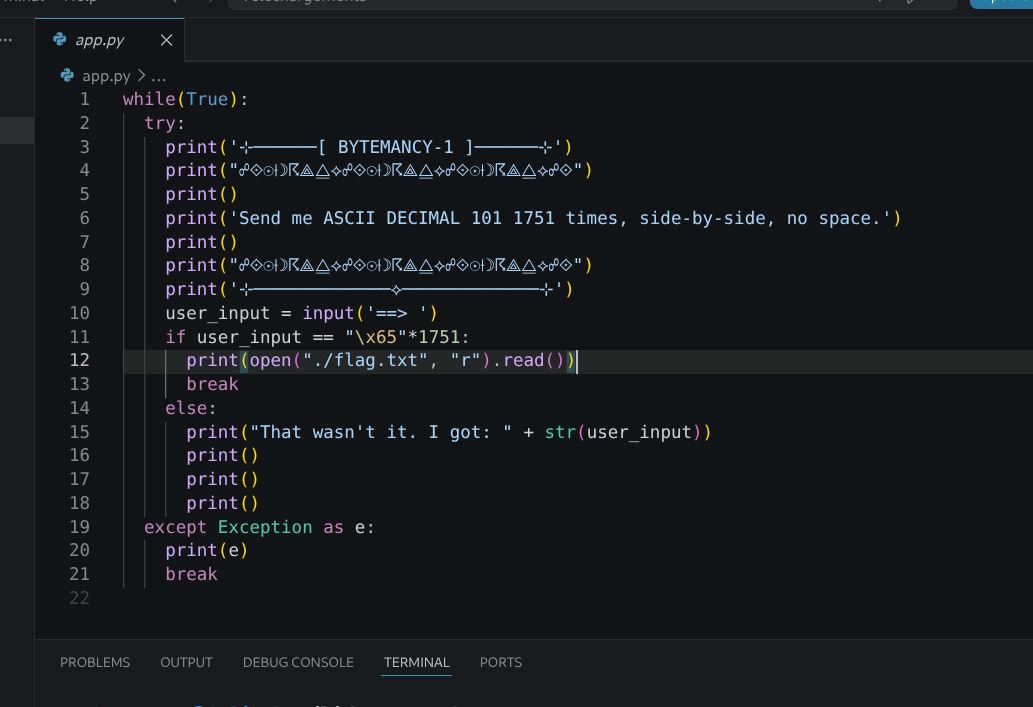 app.py
app.py > ...
1 while(True):
2 try:
3 print('⊹──────[ BYTEMANCY-1 ]──────⊹')
4 print("☍⟐☉⟊☽☈⟁⧋⟡☍⟐☉⟊☽☈⟁⧋⟡☍⟐☉⟊☽☈⟁⧋⟡☍⟐")
5 print()
6 print('Send me ASCII DECIMAL 101 1751 times, side-by-side, no space.')
7 print()
8 print("☍⟐☉⟊☽☈⟁⧋⟡☍⟐☉⟊☽☈⟁⧋⟡☍⟐☉⟊☽☈⟁⧋⟡☍⟐")
9 print('⊹─────────────⟡─────────────⊹')
10 user_input = input('==> ')
11 if user_input == "\x65"*1751:
12 print(open("./flag.txt", "r").read())
13 break
14 else:
15 print("That wasn't it. I got: " + str(user_input))
16 print()
17 print()
18 print()
19 except Exception as e:
20 print(e)
21 break
22
PROBLEMS OUTPUT DEBUG CONSOLE TERMINAL PORTS